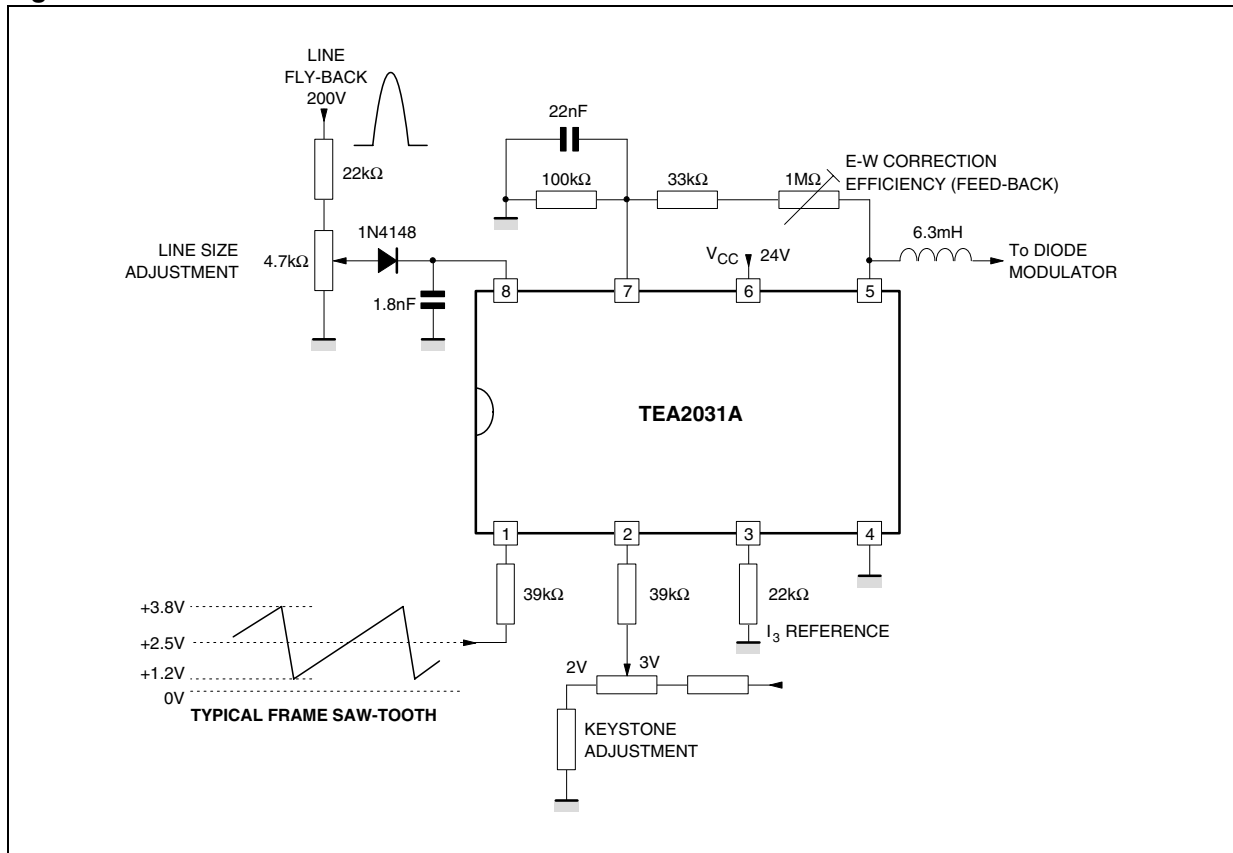 LINE
FLY-BACK
200V
22kΩ
LINE SIZE
ADJUSTMENT
4.7kΩ
1N4148
1.8nF
22nF
100kΩ
33kΩ
1MΩ
E-W CORRECTION
EFFICIENCY (FEED-BACK)
VCC 24V
6.3mH
To DIODE
MODULATOR
8
7
6
5
TEA2031A
1
2
3
4
39kΩ
39kΩ
22kΩ
I3 REFERENCE
+3.8V
+2.5V
+1.2V
0V
TYPICAL FRAME SAW-TOOTH
2V
3V
KEYSTONE
ADJUSTMENT